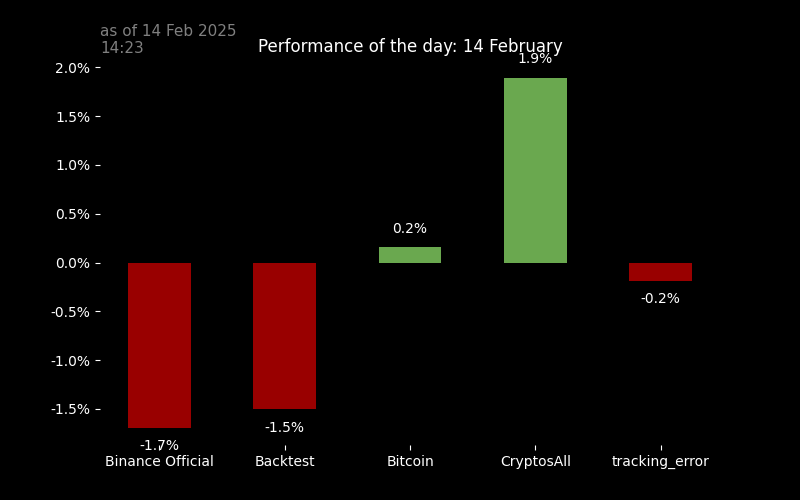 as of 14 Feb 2025
14:23
Performance of the day: 14 February
2.0%
1.5%
1.0%
0.5%
0.0%
-0.5%
-1.0%
-1.5%
-1.7%
-1.5%
0.2%
1.9%
-0.2%
Binance Official
Backtest
Bitcoin
CryptosAll
tracking_error